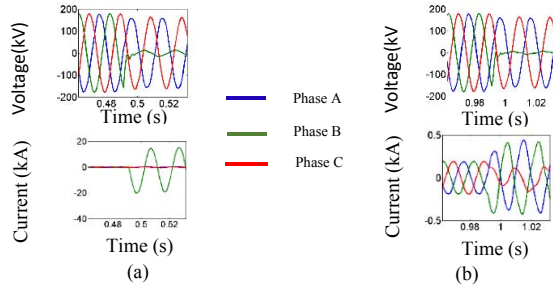 Voltage(kV)
200
100
0
-100
-200
0.48 0.5 0.52
Time (s)
Current (kA)
20
0
-20
-40
0.48 0.5 0.52
Time (s)
(a)
Phase A
Phase B
Phase C
Voltage(kV
200
100
0
-100
-200
0.98 1 1.02
Time (s)
Current (kA)
0.5
0
-0.5
0.98 1 1.02
Time (s)
(b)